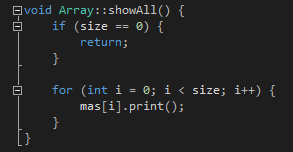 void Array::showAll() {
    if (size == 0) {
        return;
    }

    for (int i = 0; i < size; i++) {
        mas[i].print();
    }
}